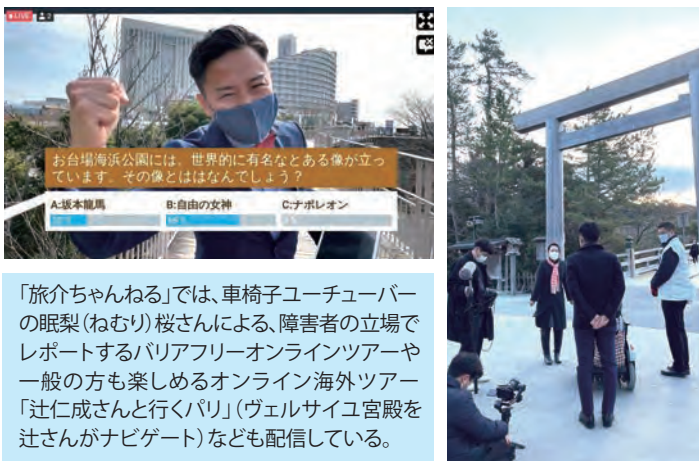 LIVE 2
お台場海浜公園には、世界的に有名なとある像が立っ
ています。その像とははなんでしょう？
A:坂本龍馬
B:自由の女神
C:ナポレオン
「旅介ちゃんねる」では、車椅子ユーチューバー
の眠梨(ねむり)桜さんによる、障害者の立場で
レポートするバリアフリーオンラインツアーや
一般の方も楽しめるオンライン海外ツアー
「辻仁成さんと行くパリ」(ヴェルサイユ宮殿を
辻さんがナビゲート)なども配信している。